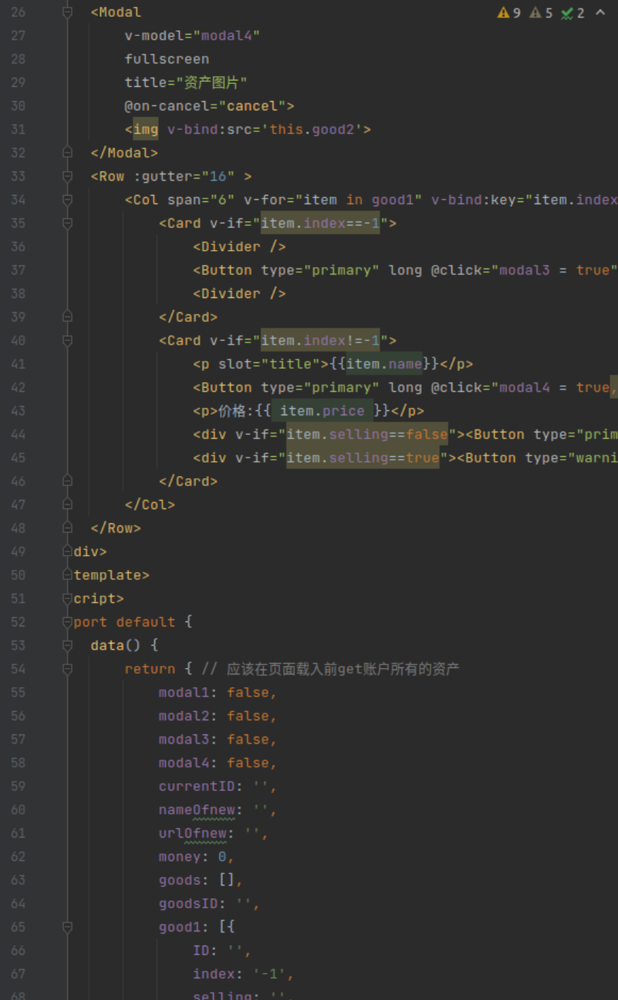 9 5 2
26 <Modal
27 v-model="modal4"
28 fullscreen
29 title="资产图片"
30 @on-cancel="cancel">
31 <img v-bind:src='this.good2'>
32 </Modal>
33 <Row :gutter="16" >
34 <Col span="6" v-for="item in good1" v-bind:key="item.index
35 <Card v-if="item.index==-1">
36 <Divider />
37 <Button type="primary" long @click="modal3 = true"
38 <Divider />
39 </Card>
40 <Card v-if="item.index!=-1">
41 <p slot="title">{{item.name}}</p>
42 <Button type="primary" long @click="modal4 = true,
43 <p>价格:{{ item.price }}</p>
44 <div v-if="item.selling==false"><Button type="prim
45 <div v-if="item.selling==true"><Button type="warni
46 </Card>
47 </Col>
48 </Row>
49 div>
50 template>
51 cript>
52 port default {
53 data() {
54 return { // 应该在页面载入前get账户所有的资产
55 modal1: false,
56 modal2: false,
57 modal3: false,
58 modal4: false,
59 currentID: '',
60 nameOfnew: '',
61 urlOfnew: '',
62 money: 0,
63 goods: [],
64 goodsID: '',
65 good1: [{
66 ID: '',
67 index: '-1',
68 selling: '',